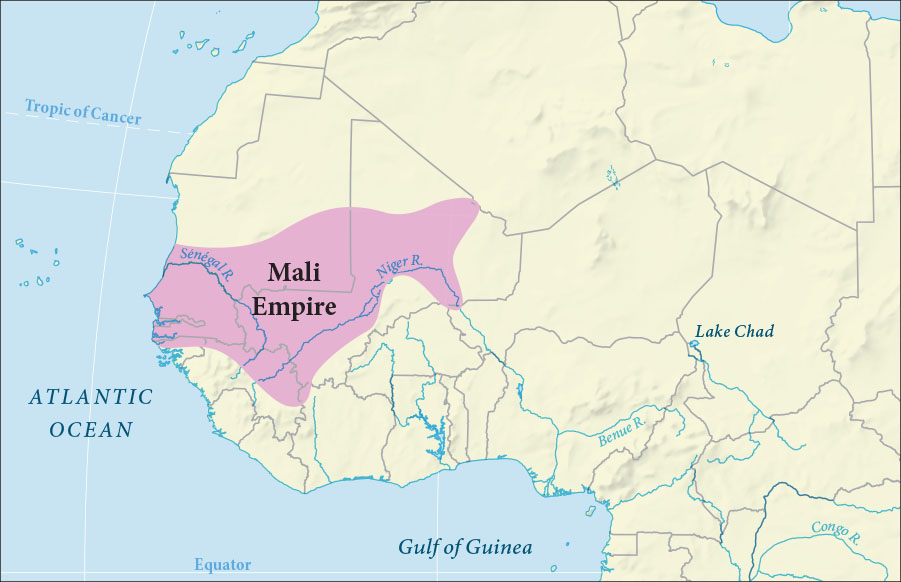 Tropic of Cancer
Sénégal R.
Niger R.
Mali
Empire
Lake Chad
ATLANTIC
OCEAN
Benue R.
Congo R.
Gulf of Guinea
Equator